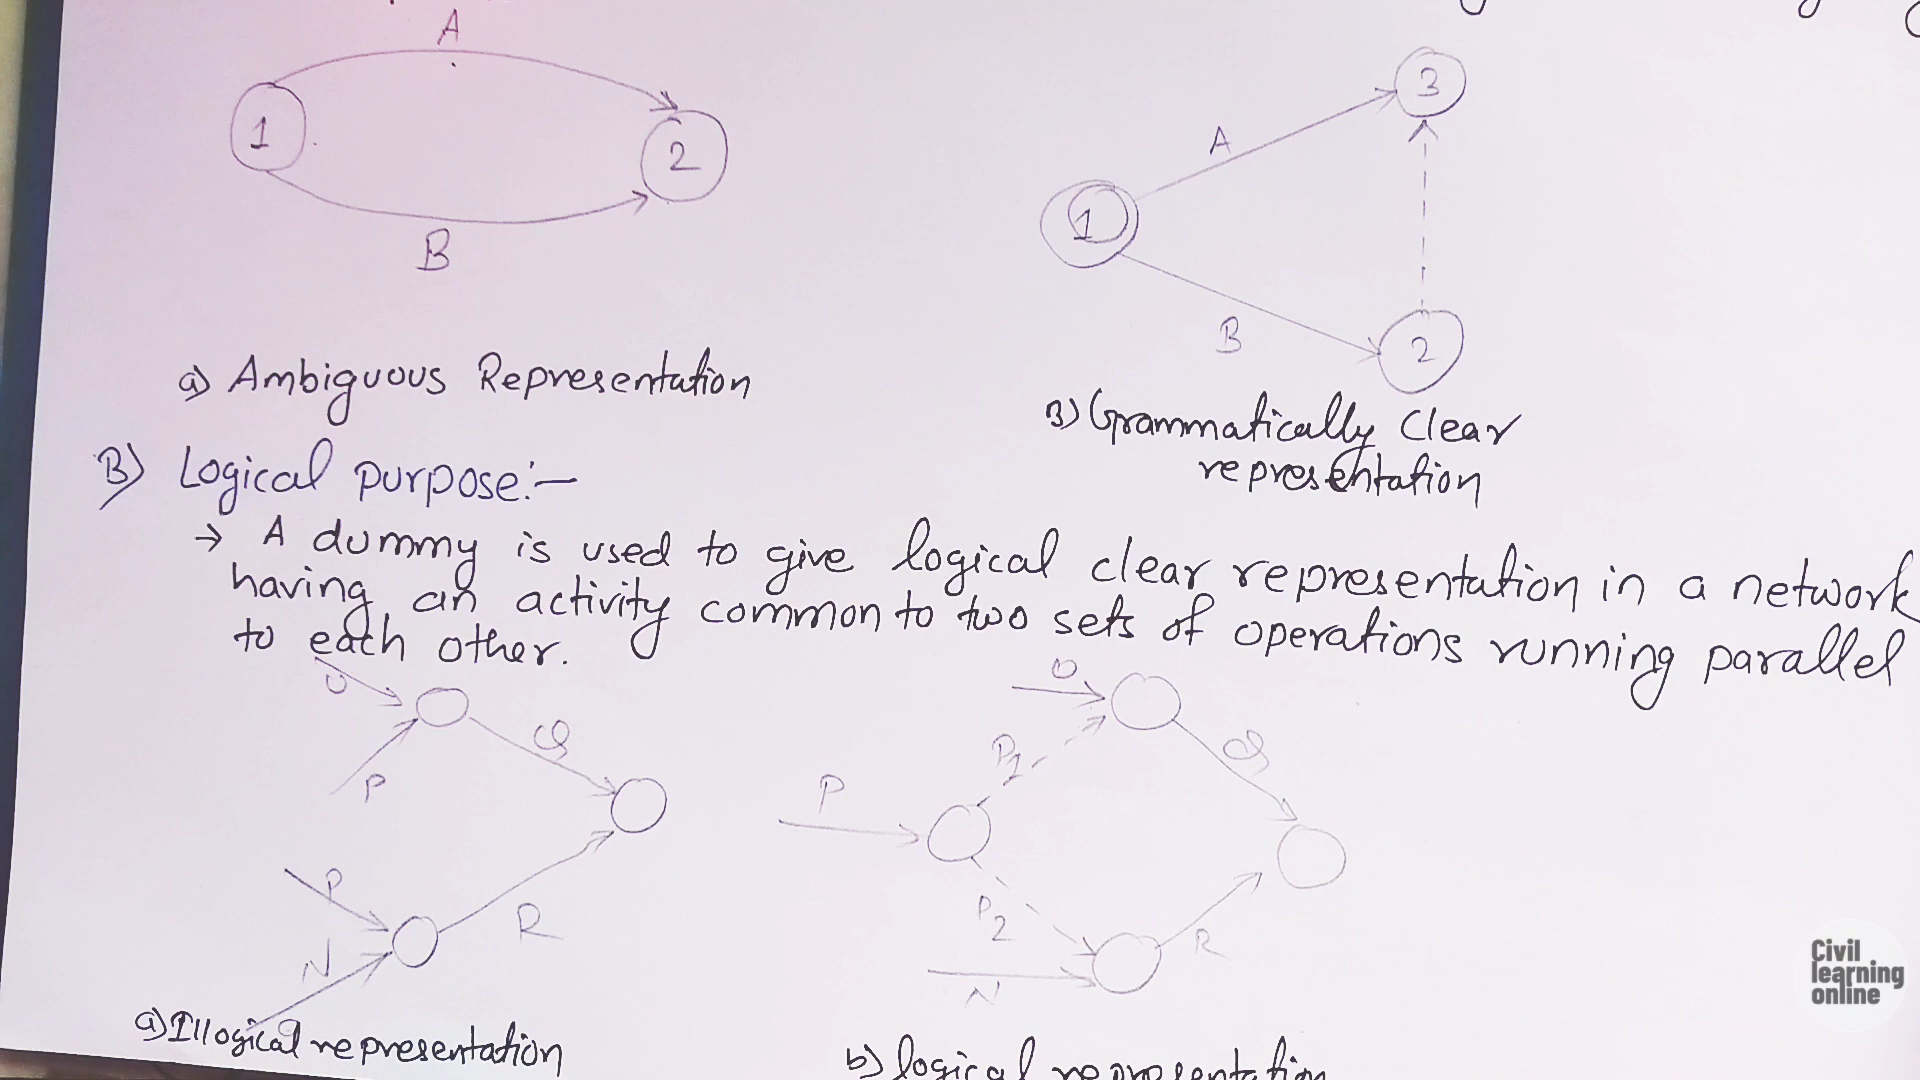 A
1
2
B
3
A
1
B
2
a) Ambiguous Representation
B) Grammatically Clear
representation
B) Logical purpose:-
→ A dummy is used to give logical clear representation in a network
having an activity common to two sets of operations running parallel
to each other.
O
P
Q
P
N
R
O
P1
Q
P
P2
N
R
a) Illogical representation
b) logical representation
Civil
learning
online